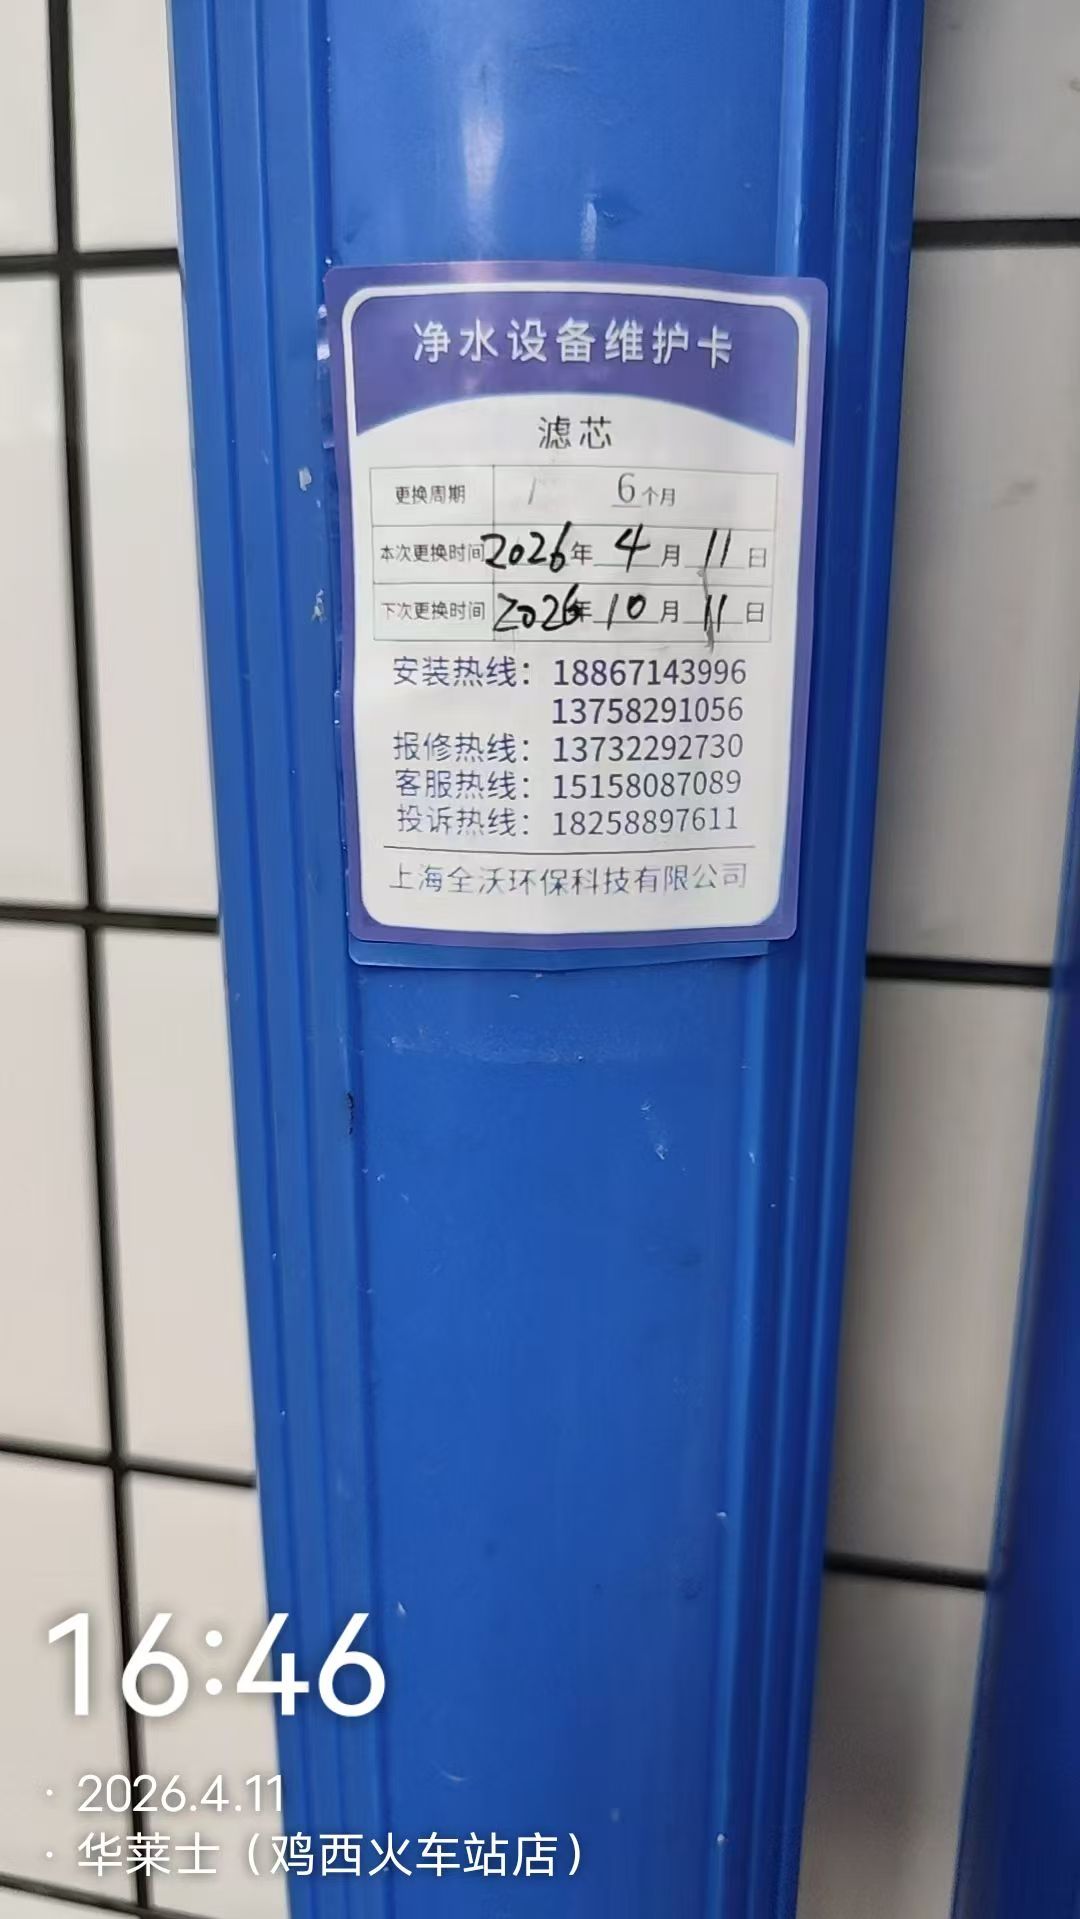 净水设备维护卡
滤芯
更换周期 6个月
本次更换时间 2026年 4月 11日
下次更换时间 2026年 10月 11日
安装热线：18867143996
13758291056
报修热线：13732292730
客服热线：15158087089
投诉热线：18258897611
上海全沃环保科技有限公司
16:46
· 2026.4.11
· 华莱士（鸡西火车站店）